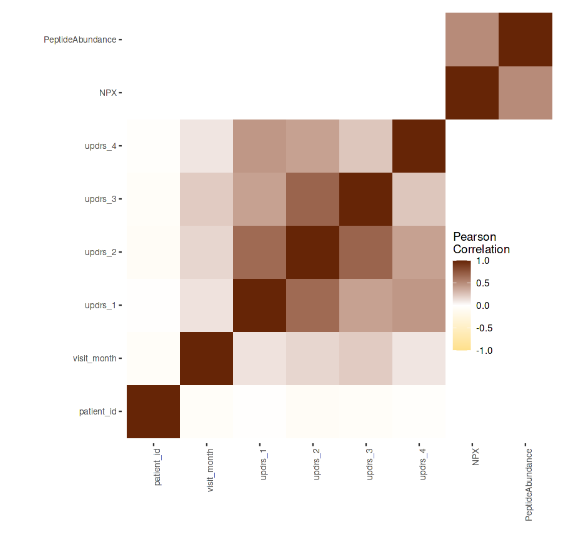 PeptideAbundance
NPX
updrs_4
updrs_3
updrs_2
updrs_1
visit_month
patient_id
Pearson
Correlation
1.0
0.5
0.0
-0.5
-1.0
patient_id
visit_month
updrs_1
updrs_2
updrs_3
updrs_4
NPX
PeptideAbundance